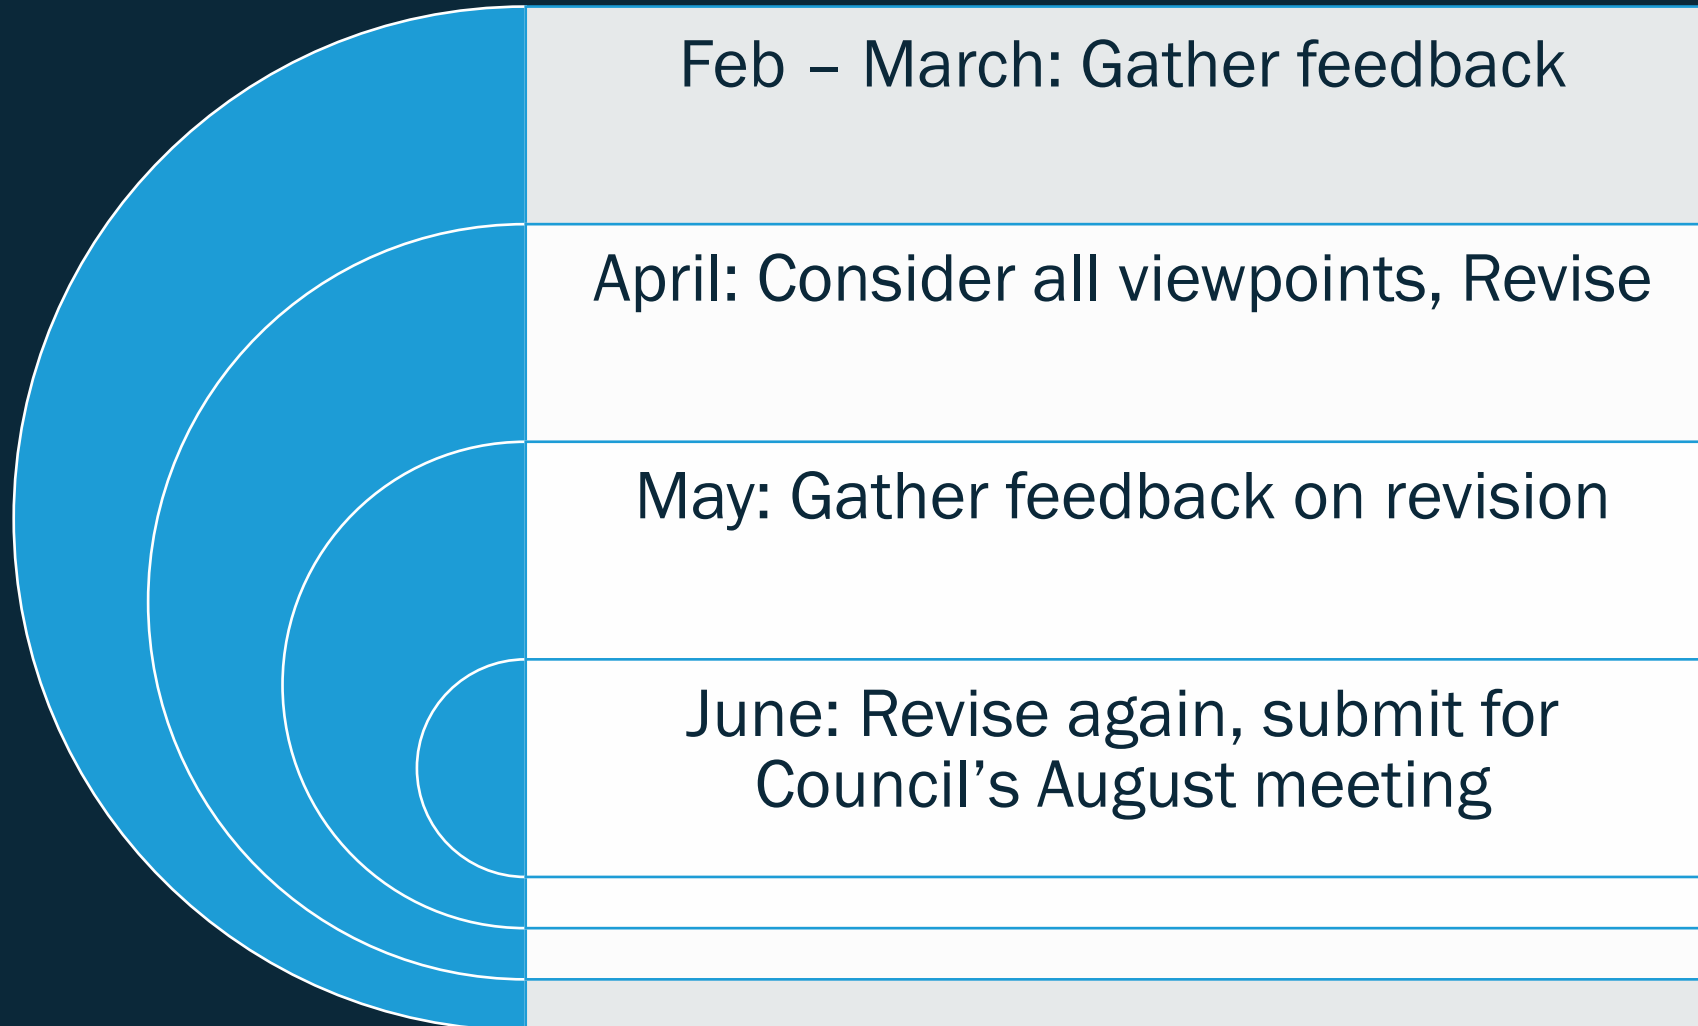 Feb – March: Gather feedback
April: Consider all viewpoints, Revise
May: Gather feedback on revision
June: Revise again, submit for
Council’s August meeting